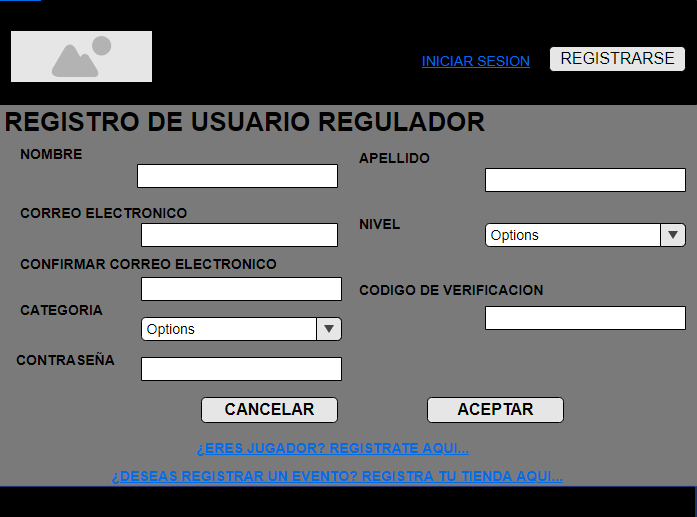 INICIAR SESION
REGISTRARSE
REGISTRO DE USUARIO REGULADOR
NOMBRE
APELLIDO
CORREO ELECTRONICO
NIVEL
Options
CONFIRMAR CORREO ELECTRONICO
CODIGO DE VERIFICACION
CATEGORIA
Options
CONTRASEÑA
CANCELAR
ACEPTAR
¿ERES JUGADOR? REGISTRATE AQUI...
¿DESEAS REGISTRAR UN EVENTO? REGISTRA TU TIENDA AQUI...